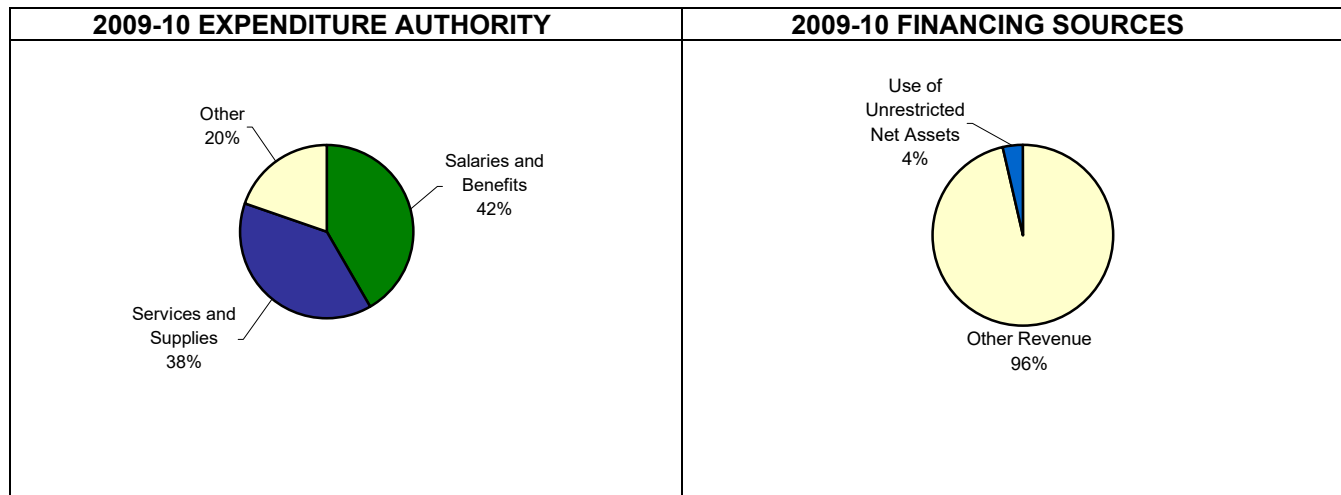 2009-10 EXPENDITURE AUTHORITY
Other
20%
Salaries and
Benefits
42%
Services and
Supplies
38%
2009-10 FINANCING SOURCES
Use of
Unrestricted
Net Assets
4%
Other Revenue
96%